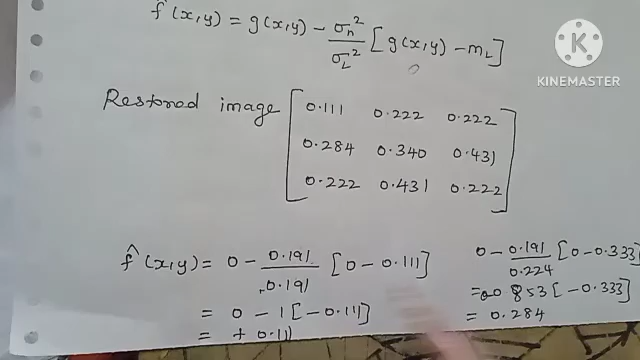 f̂(x,y) = g(x,y) - σn²/σL² [g(x,y) - mL]
K
KINEMASTER
Restored image [0.111 0.222 0.222
0.284 0.340 0.431
0.222 0.431 0.222]
f̂(x,y) = 0 - 0.191/0.191 [0 - 0.111]
= 0 - 1[-0.111]
= + 0.111
0 - 0.191/0.224 [0 - 0.333]
853[-0.333]
= 0.284